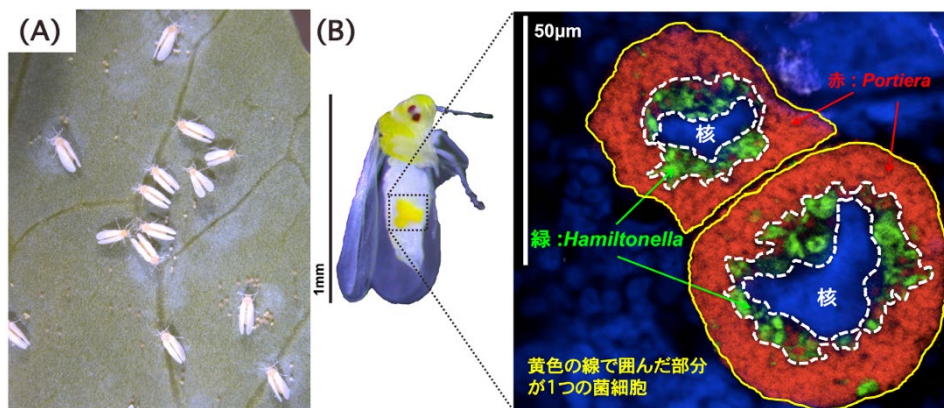 (A)
(B)
1mm
50μm
赤:Portiera
核
緑:Hamiltonella
核
黄色の線で囲んだ部分
が1つの菌細胞